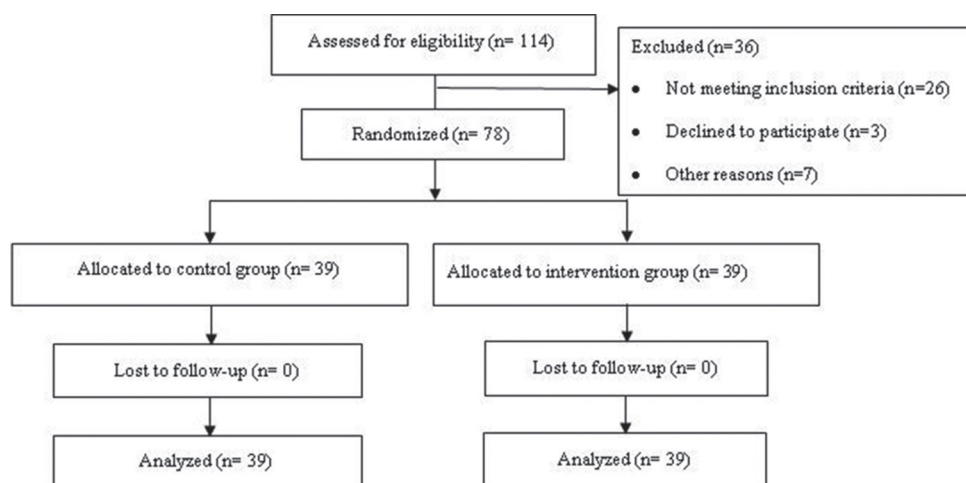 Assessed for eligibility (n= 114)
Excluded (n=36)
• Not meeting inclusion criteria (n=26)
• Declined to participate (n=3)
• Other reasons (n=7)
Randomized (n= 78)
Allocated to control group (n= 39)
Allocated to intervention group (n= 39)
Lost to follow-up (n= 0)
Lost to follow-up (n= 0)
Analyzed (n= 39)
Analyzed (n= 39)